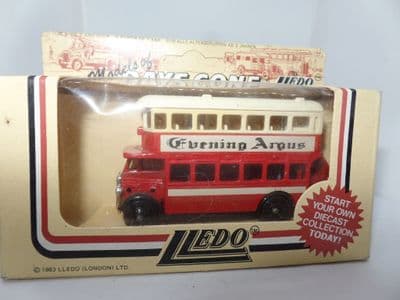 Models of
DAYS GONE
LLEDO
Evening Argus
LLEDO
START
YOUR OWN
DIECAST
COLLECTION
TODAY!
© 1983 LLEDO (LONDON) LTD.